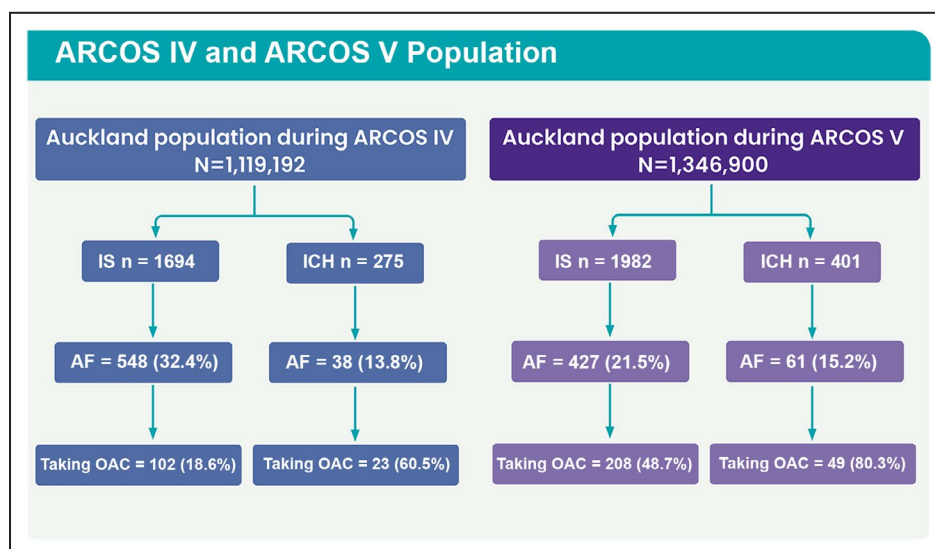 ARCOS IV and ARCOS V Population
Auckland population during ARCOS IV
N=1,119,192
Auckland population during ARCOS V
N=1,346,900
IS n = 1694
ICH n = 275
IS n = 1982
ICH n = 401
AF = 548 (32.4%)
AF = 38 (13.8%)
AF = 427 (21.5%)
AF = 61 (15.2%)
Taking OAC = 102 (18.6%)
Taking OAC = 23 (60.5%)
Taking OAC = 208 (48.7%)
Taking OAC = 49 (80.3%)